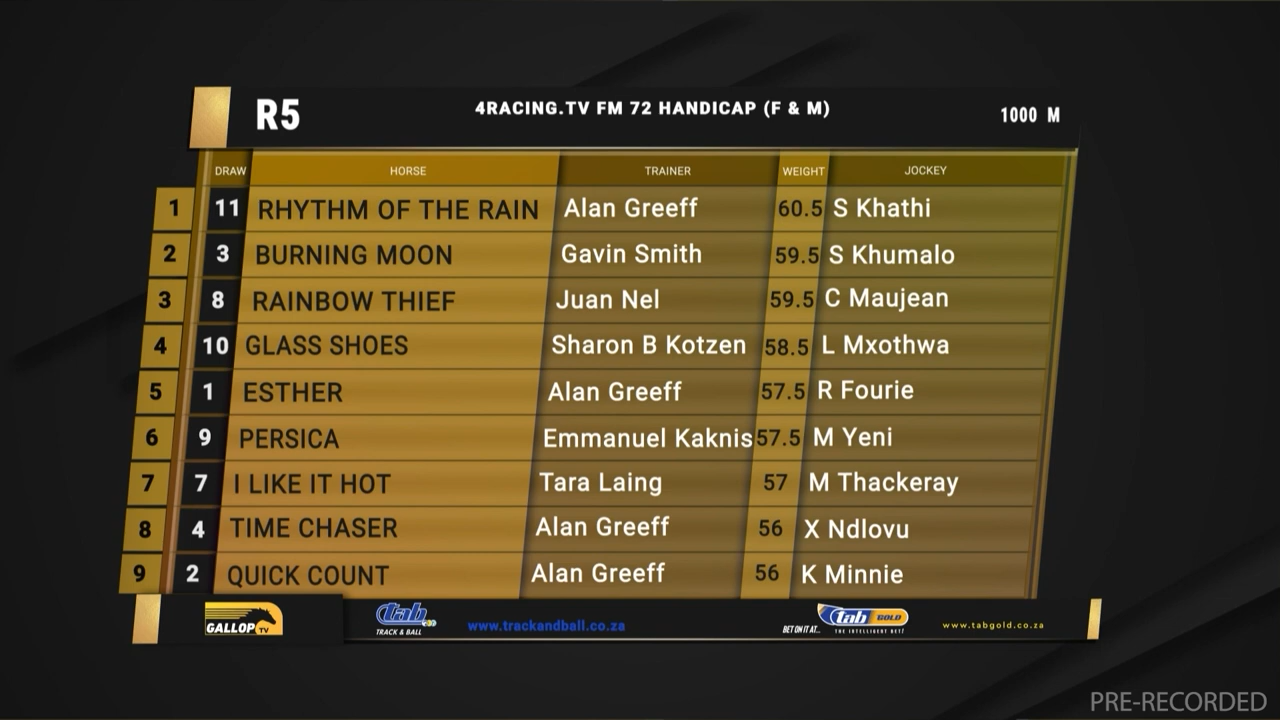 R5 4RACING.TV FM 72 HANDICAP (F & M) 1000 M
DRAW HORSE TRAINER WEIGHT JOCKEY
1 11 RHYTHM OF THE RAIN Alan Greeff 60.5 S Khathi
2 3 BURNING MOON Gavin Smith 59.5 S Khumalo
3 8 RAINBOW THIEF Juan Nel 59.5 C Maujean
4 10 GLASS SHOES Sharon B Kotzen 58.5 L Mxothwa
5 1 ESTHER Alan Greeff 57.5 R Fourie
6 9 PERSICA Emmanuel Kaknis 57.5 M Yeni
7 7 I LIKE IT HOT Tara Laing 57 M Thackeray
8 4 TIME CHASER Alan Greeff 56 X Ndlovu
9 2 QUICK COUNT Alan Greeff 56 K Minnie
GALLOP TV tab TRACK & BALL www.trackandball.co.za BET ON IT AT... tab GOLD THE INTELLIGENT BET! www.tabgold.co.za
PRE-RECORDED